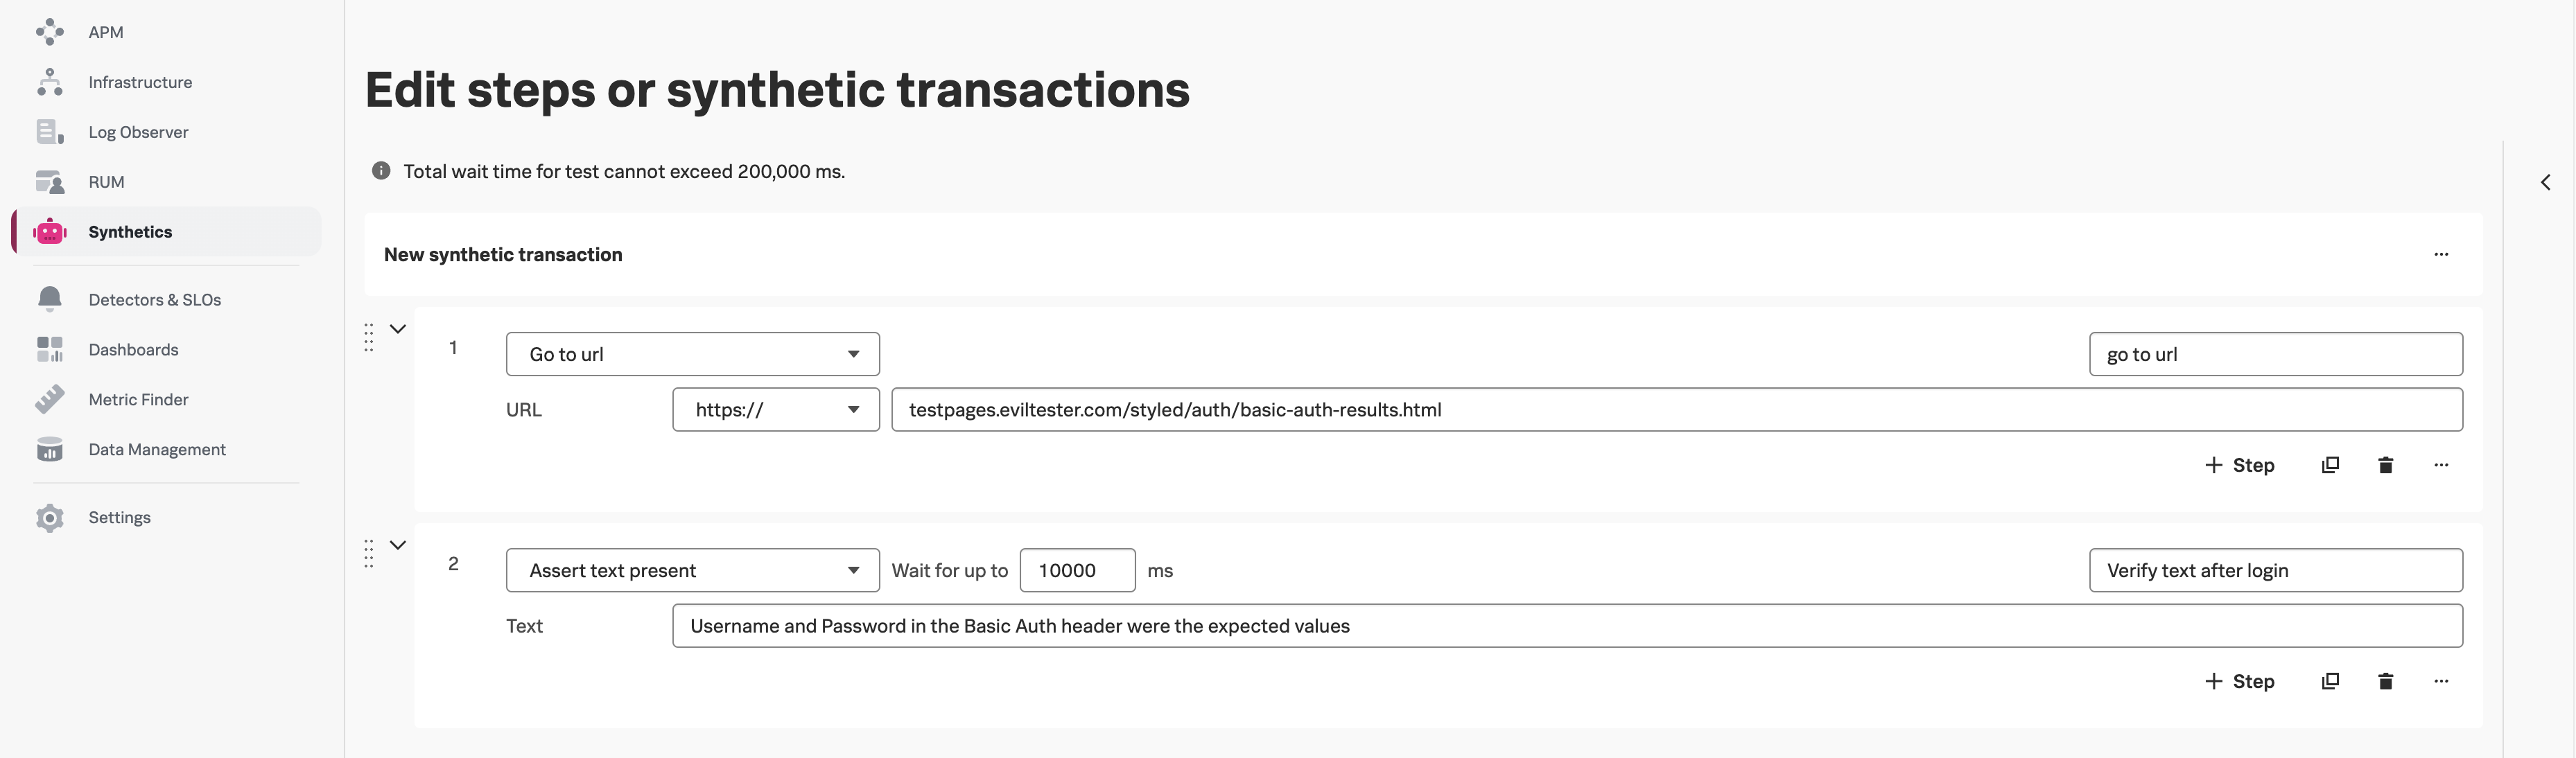 APM
Infrastructure
Log Observer
RUM
Synthetics
Detectors & SLOs
Dashboards
Metric Finder
Data Management
Settings
Edit steps or synthetic transactions
Total wait time for test cannot exceed 200,000 ms.
New synthetic transaction
1 Go to url go to url
URL https:// testpages.eviltester.com/styled/auth/basic-auth-results.html
+ Step
2 Assert text present Wait for up to 10000 ms Verify text after login
Text Username and Password in the Basic Auth header were the expected values
+ Step